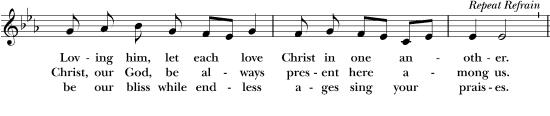 Repeat Refrain
Lov - ing him, let each love Christ in one an - oth - er.
Christ, our God, be al - ways pres - ent here a - mong us.
be our bliss while end - less a - ges sing your prais - es.